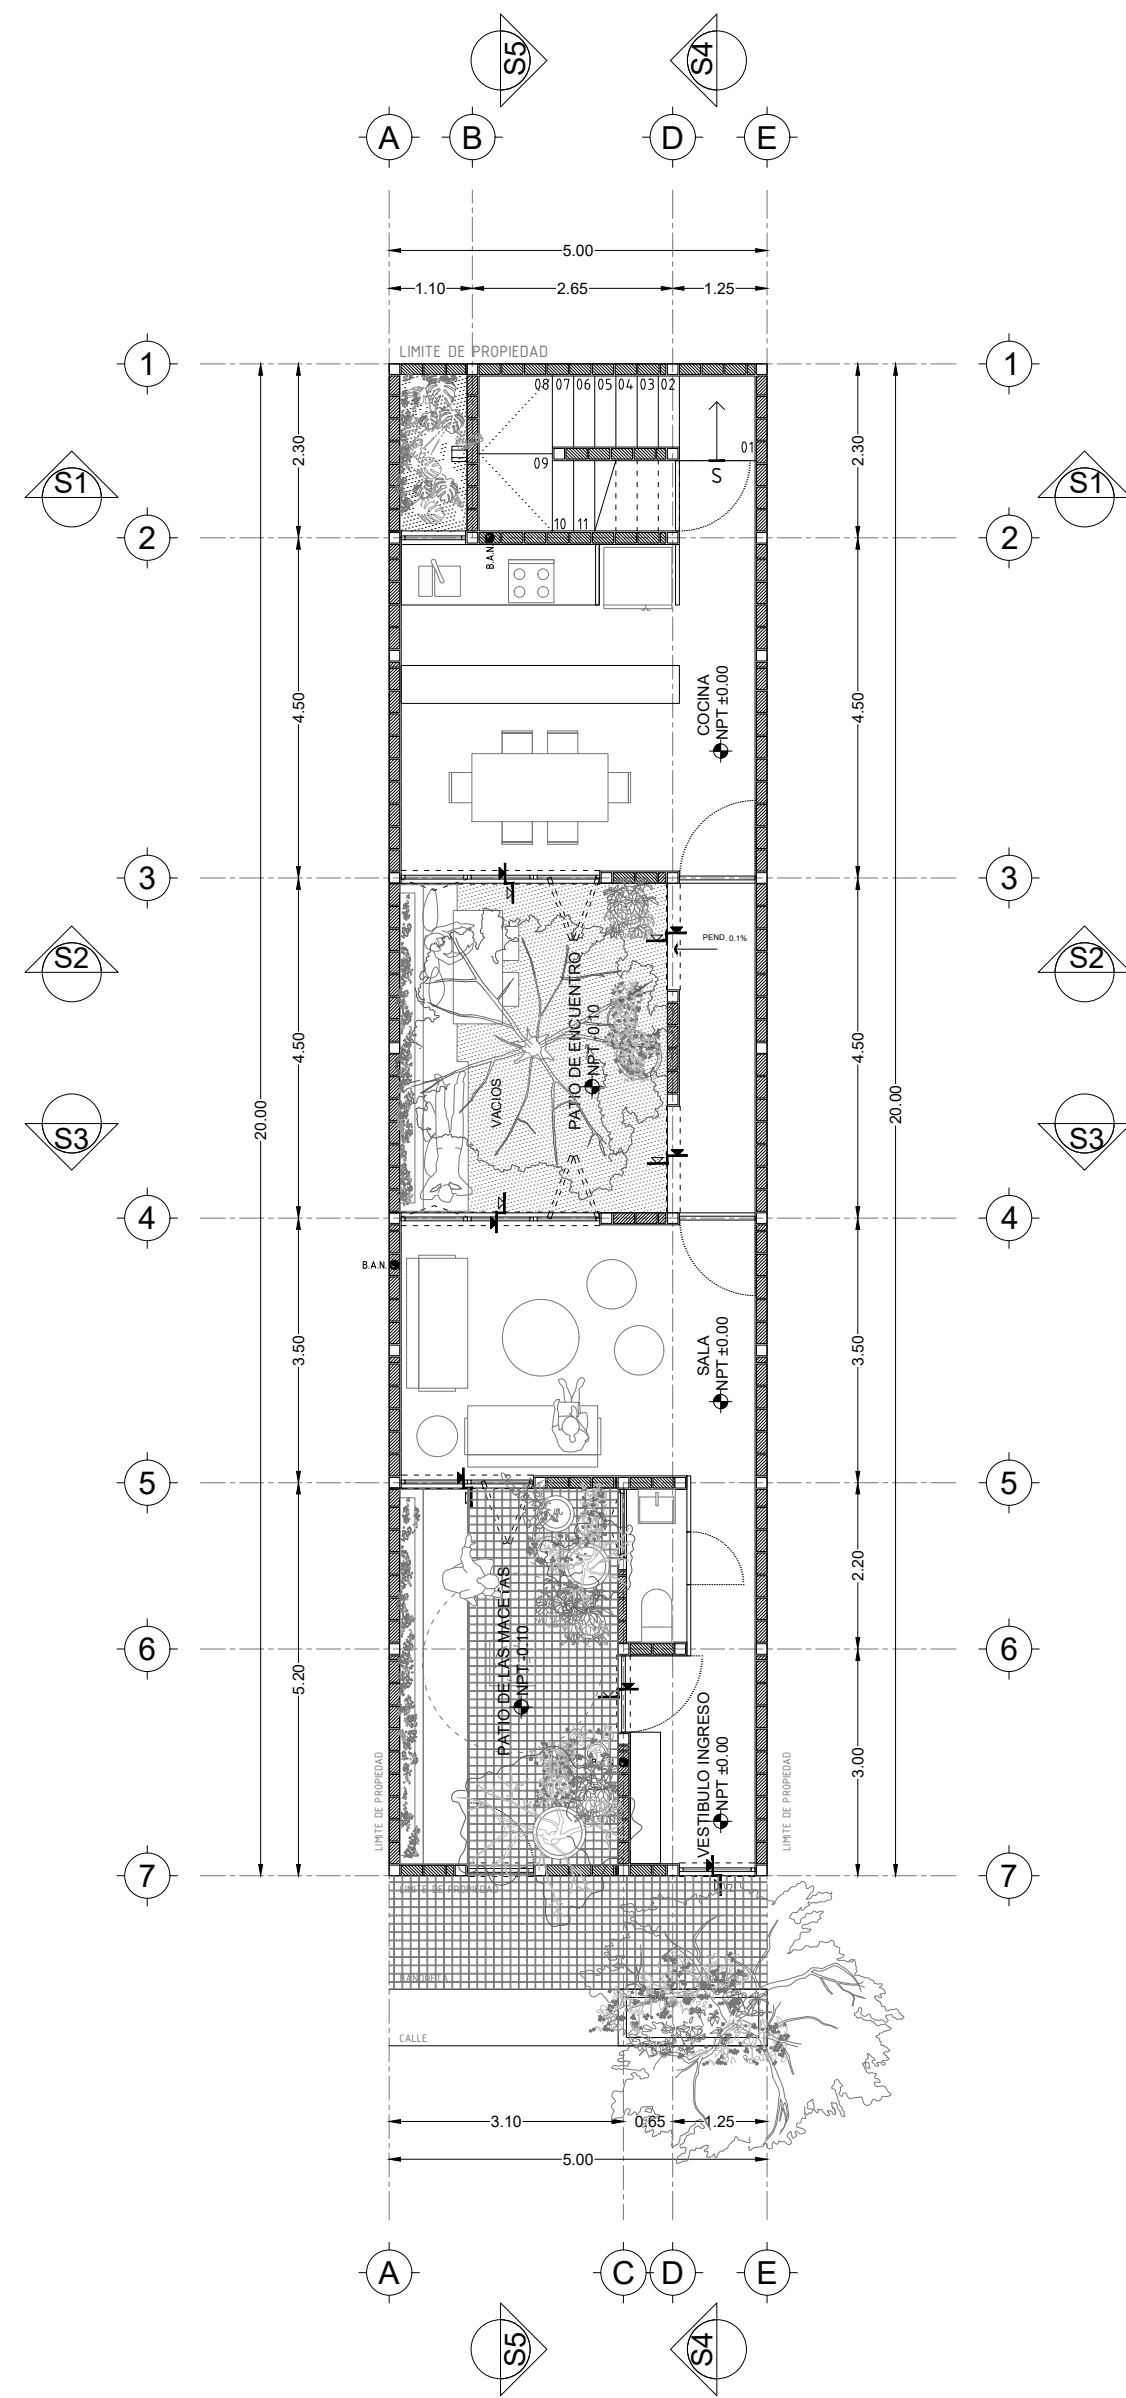 S5 S4
A B D E
5.00
1.10 2.65 1.25
LIMITE DE PROPIEDAD
1 1
08 07 06 05 04 03 02
01
S
09
10 11
2.30 2.30
S1 S1
2 2
B.A.N.
4.50 4.50
COCINA
NPT ±0.00
3 3
PEND. 0.1%
S2 S2
PATIO DE ENCUENTRO
NPT -0.10
VACIOS
4.50 4.50
20.00 20.00
S3 S3
4 4
B.A.N.
3.50 3.50
SALA
NPT ±0.00
5 5
2.20
PATIO DE LAS MACETAS
NPT -0.10
6 6
5.20
3.00
VESTIBULO INGRESO
NPT ±0.00
LIMITE DE PROPIEDAD
LIMITE DE PROPIEDAD
7 7
LIMITE DE PROPIEDAD
BANQUETA
CALLE
3.10 0.65 1.25
5.00
A C D E
S5 S4